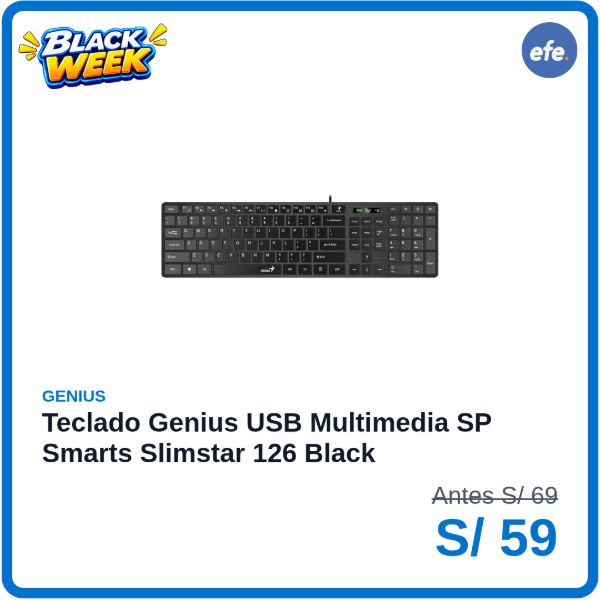 BLACK
WEEK
efe.
GENIUS
Teclado Genius USB Multimedia SP
Smarts Slimstar 126 Black
Antes S/ 69
S/ 59